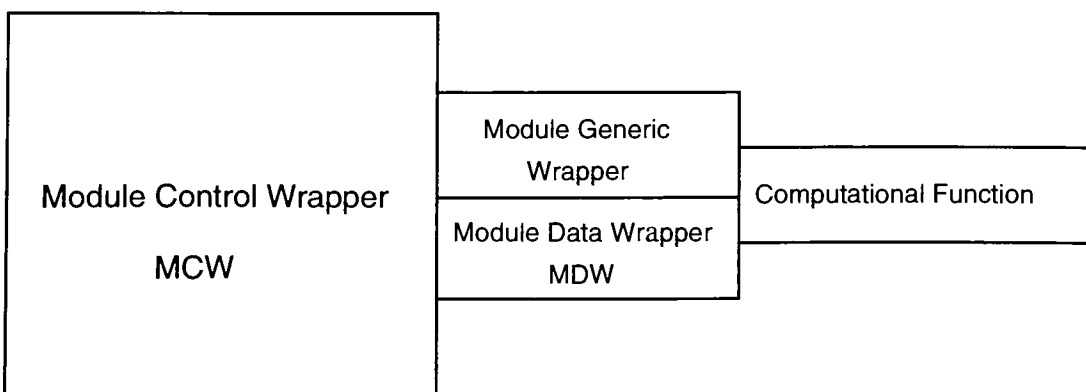 Module Control Wrapper
MCW
Module Generic
Wrapper
Module Data Wrapper
MDW
Computational Function